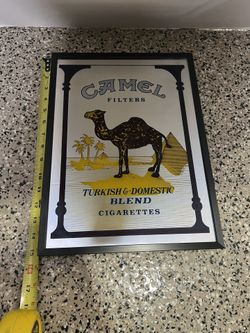 CAMEL
FILTERS
TURKISH & DOMESTIC
BLEND
CIGARETTES